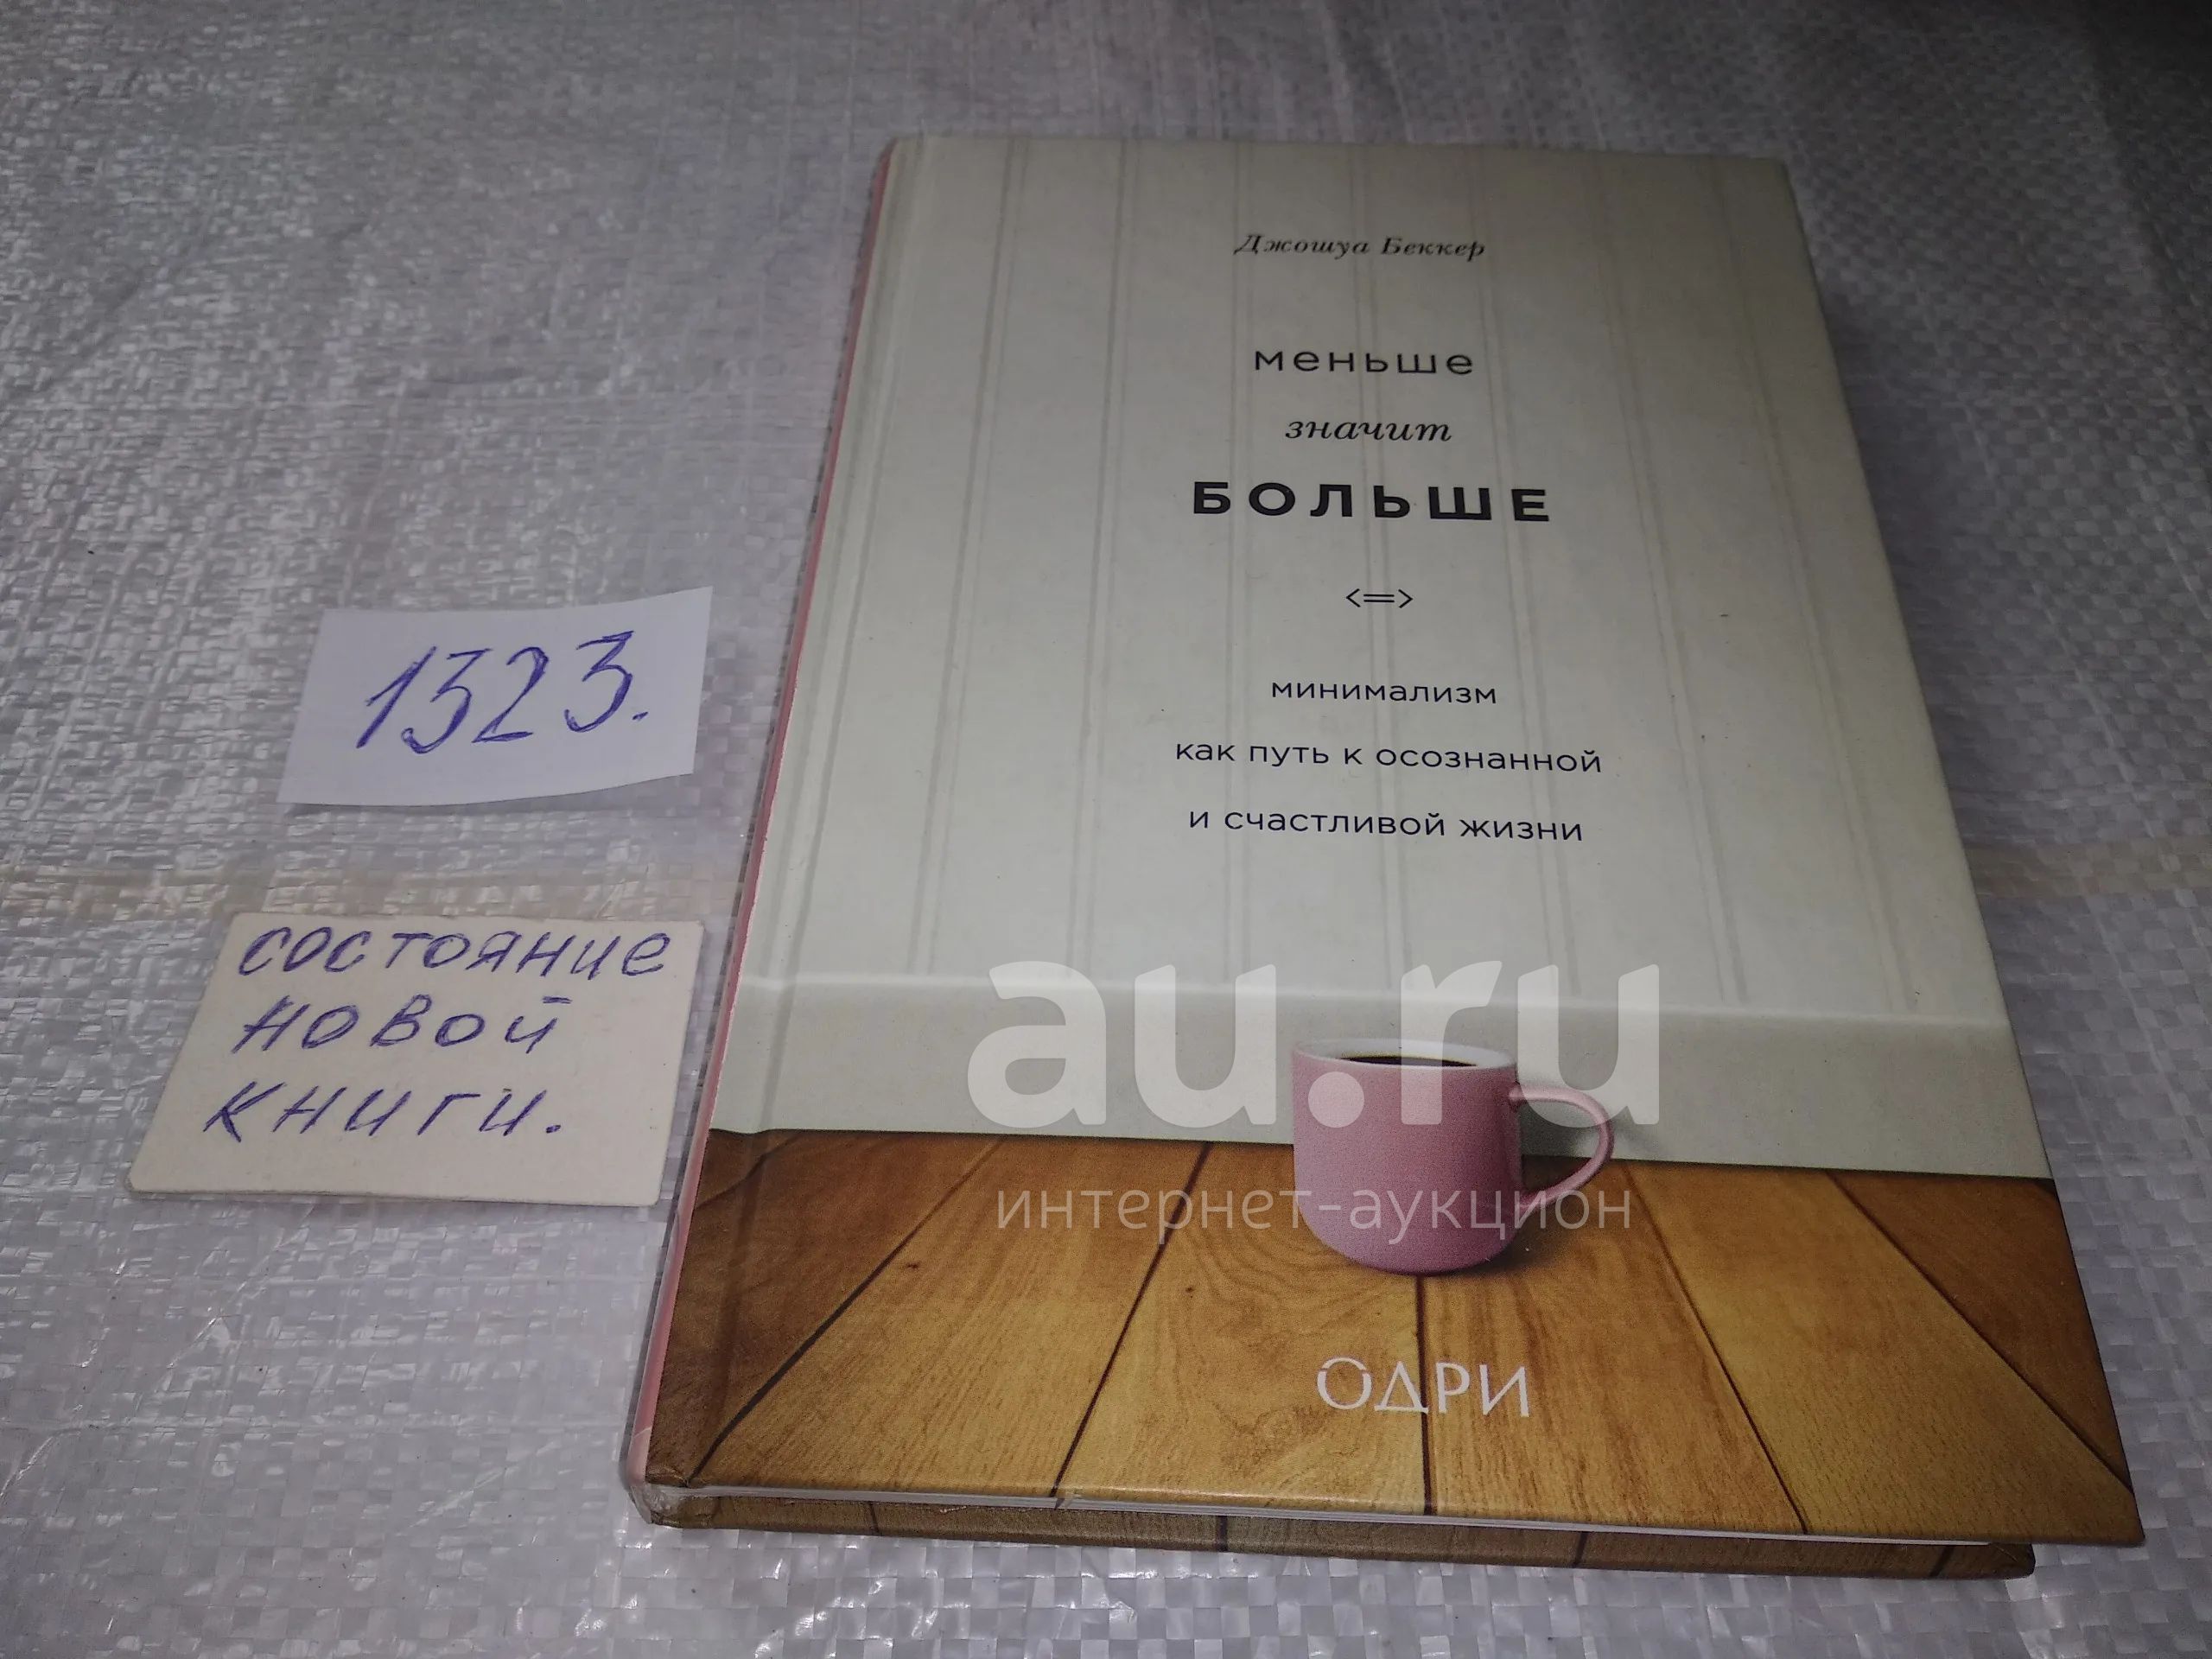 Джошуа Беккер
меньше
значит
БОЛЬШЕ
<=>
минимализм
как путь к осознанной
и счастливой жизни
1323.
состояние
новой
книги.
au.ru
интернет-аукцион
ОДРИ